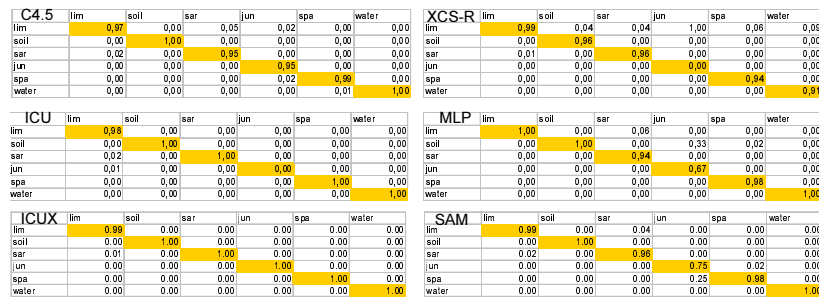 C4.5 lim soil sar jun spa water
lim 0,97 0,00 0,05 0,02 0,00 0,00
soil 0,00 1,00 0,00 0,00 0,00 0,00
sar 0,02 0,00 0,95 0,00 0,00 0,00
jun 0,00 0,00 0,00 0,95 0,00 0,00
spa 0,00 0,00 0,00 0,02 0,99 0,00
water 0,00 0,00 0,00 0,00 0,01 1,00
XCS-R lim soil sar jun spa water
lim 0,99 0,04 0,04 1,00 0,06 0,09
soil 0,00 0,96 0,00 0,00 0,00 0,00
sar 0,01 0,00 0,96 0,00 0,00 0,00
jun 0,00 0,00 0,00 0,00 0,00 0,00
spa 0,00 0,00 0,00 0,00 0,94 0,00
water 0,00 0,00 0,00 0,00 0,00 0,91
ICU lim soil sar jun spa water
lim 0,98 0,00 0,00 0,00 0,00 0,00
soil 0,00 1,00 0,00 0,00 0,00 0,00
sar 0,02 0,00 1,00 0,00 0,00 0,00
jun 0,01 0,00 0,00 0,00 0,00 0,00
spa 0,00 0,00 0,00 0,00 1,00 0,00
water 0,00 0,00 0,00 0,00 0,00 1,00
MLP lim soil sar jun spa water
lim 1,00 0,00 0,06 0,00 0,00 0,00
soil 0,00 1,00 0,00 0,33 0,02 0,00
sar 0,00 0,00 0,94 0,00 0,00 0,00
jun 0,00 0,00 0,00 0,67 0,00 0,00
spa 0,00 0,00 0,00 0,00 0,98 0,00
water 0,00 0,00 0,00 0,00 0,00 1,00
ICUX lim soil sar jun spa water
lim 0.99 0.00 0.00 0.00 0.00 0.00
soil 0.00 1.00 0.00 0.00 0.00 0.00
sar 0.01 0.00 1.00 0.00 0.00 0.00
jun 0.00 0.00 0.00 1.00 0.00 0.00
spa 0.00 0.00 0.00 0.00 1.00 0.00
water 0.00 0.00 0.00 0.00 0.00 1.00
SAM lim soil sar jun spa water
lim 0.99 0.00 0.04 0.00 0.00 0.00
soil 0.00 1.00 0.00 0.00 0.00 0.00
sar 0.02 0.00 0.96 0.00 0.00 0.00
jun 0.00 0.00 0.00 0.75 0.02 0.00
spa 0.00 0.00 0.00 0.25 0.98 0.00
water 0.00 0.00 0.00 0.00 0.00 1.00